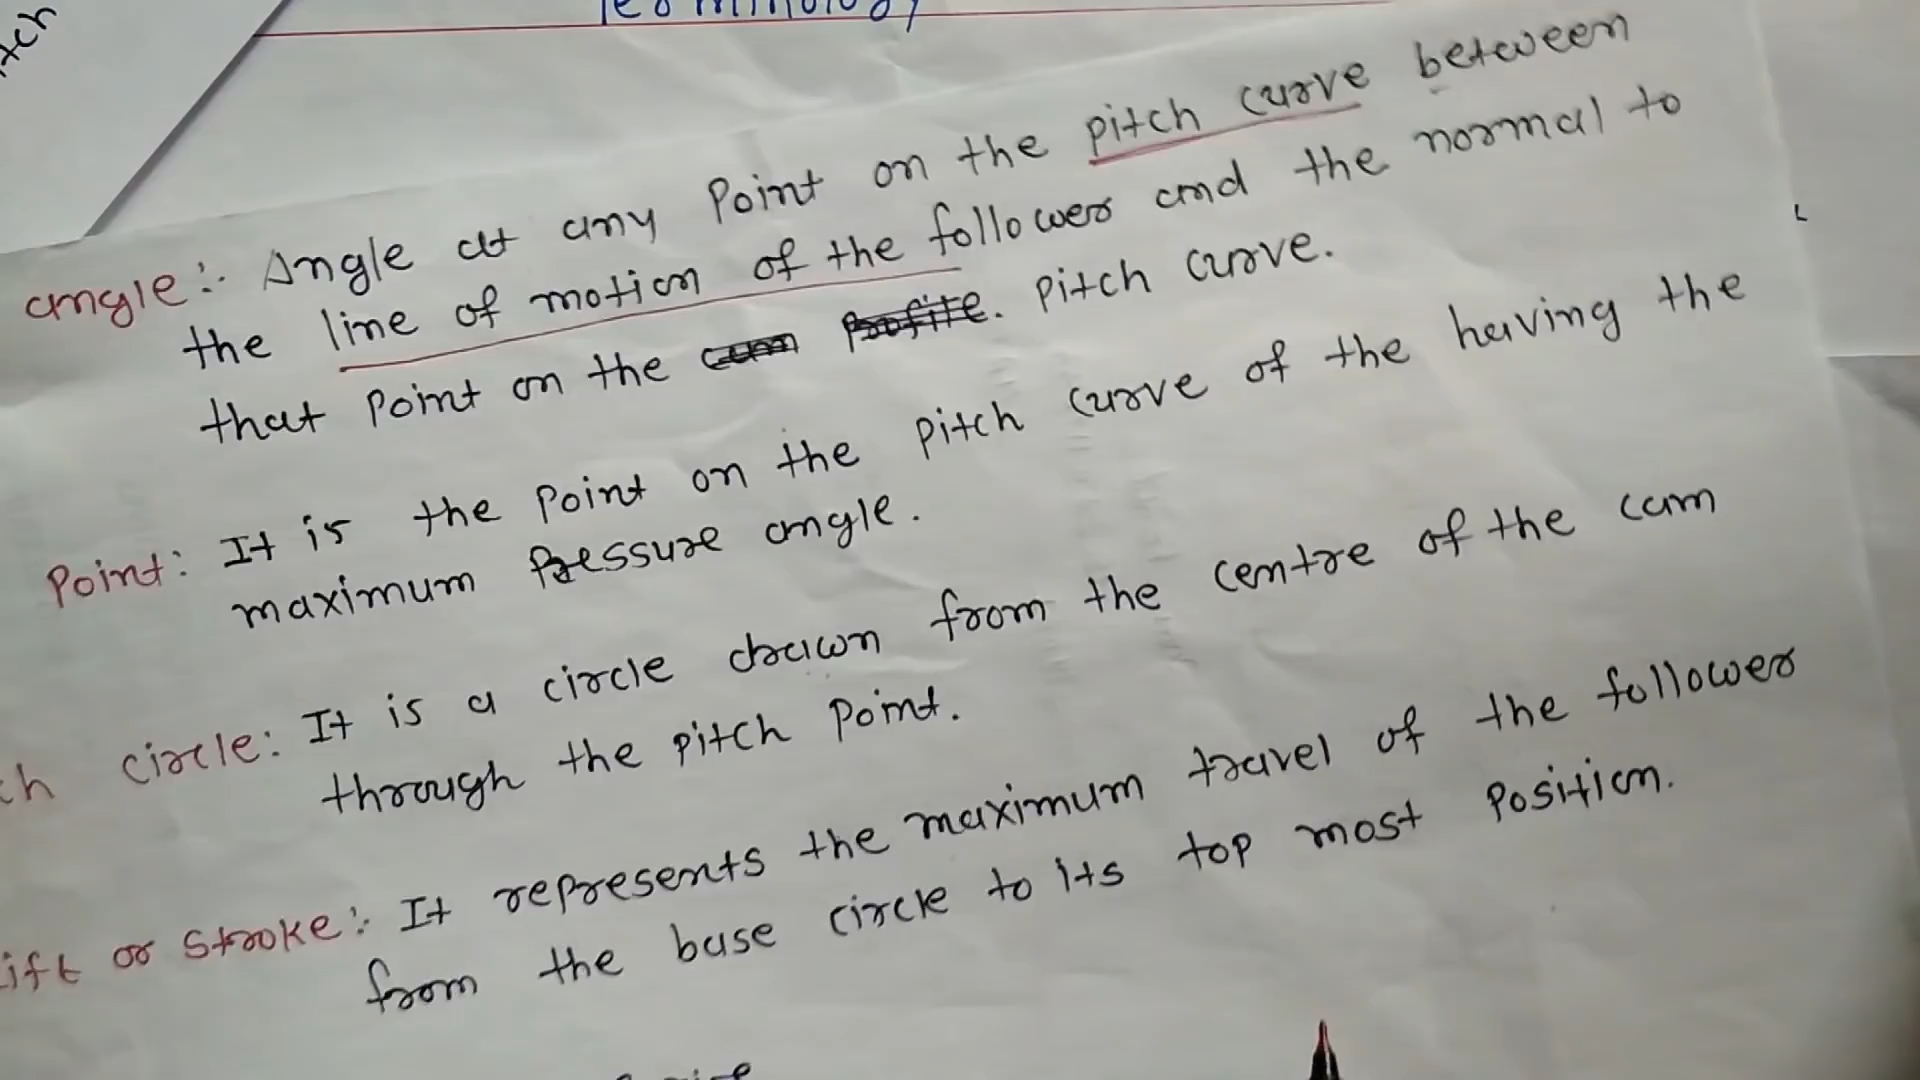 Terminology
angle:- Angle at any Point on the pitch curve between
the line of motion of the follower and the normal to
that point on the pitch curve.
Point: It is the point on the pitch curve of the having the
maximum Pressure angle.
ch circle: It is a circle drawn from the centre of the cam
through the pitch point.
Lift or Stroke:- It represents the maximum travel of the follower
from the base circle to its top most position.